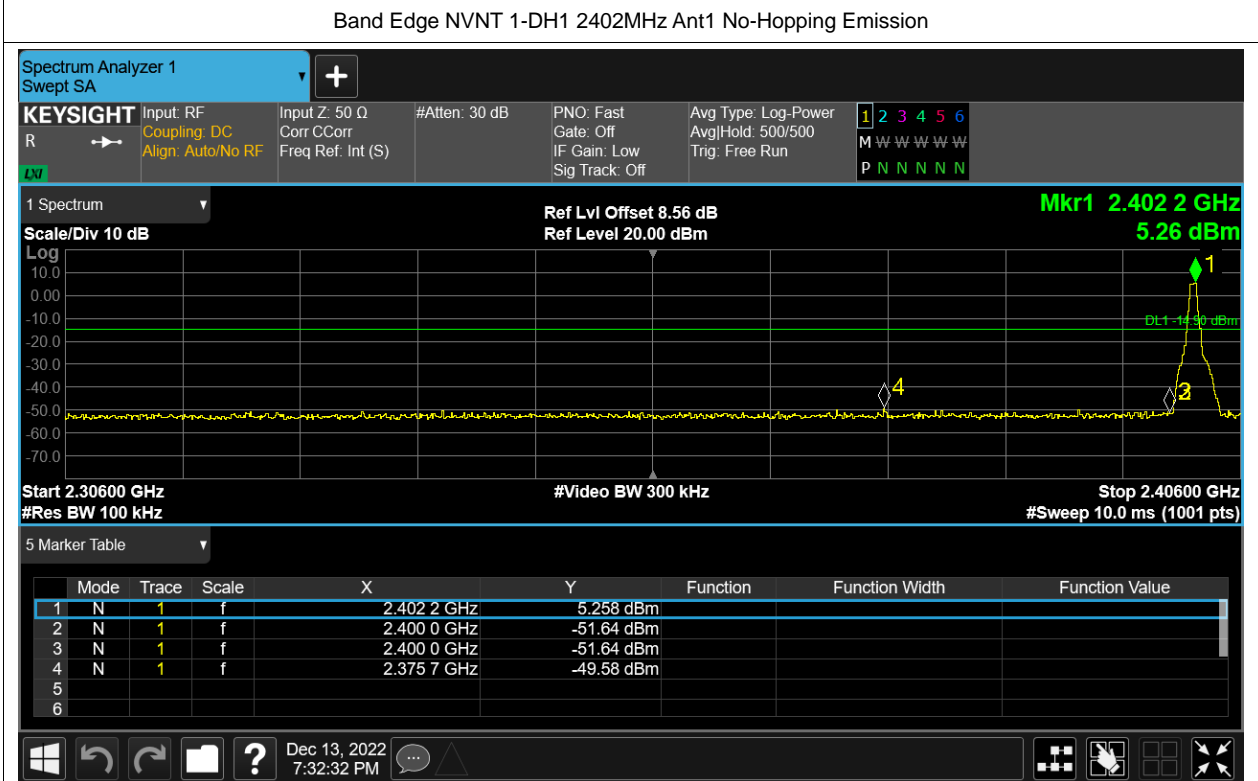 Band Edge NVNT 1-DH1 2402MHz Ant1 No-Hopping Emission
Spectrum Analyzer 1
Swept SA
+
KEYSIGHT Input: RF Input Z: 50 Ω #Atten: 30 dB PNO: Fast Avg Type: Log-Power 1 2 3 4 5 6
R Coupling: DC Corr CCorr Gate: Off Avg|Hold: 500/500 M W W W W W
Align: Auto/No RF Freq Ref: Int (S) IF Gain: Low Trig: Free Run
LXI Sig Track: Off P N N N N N
1 Spectrum
Ref Lvl Offset 8.56 dB Mkr1 2.402 2 GHz
Scale/Div 10 dB Ref Level 20.00 dBm 5.26 dBm
Log
1
10.0
0.00
-10.0
DL1 -14.90 dBm
-20.0
-30.0
-40.0
4
-50.0
-60.0
-70.0
Start 2.30600 GHz #Video BW 300 kHz Stop 2.40600 GHz
#Res BW 100 kHz #Sweep 10.0 ms (1001 pts)
5 Marker Table
Mode Trace Scale X Y Function Function Width Function Value
1 N 1 f 2.402 2 GHz 5.258 dBm
2 N 1 f 2.400 0 GHz -51.64 dBm
3 N 1 f 2.400 0 GHz -51.64 dBm
4 N 1 f 2.375 7 GHz -49.58 dBm
5
6
? Dec 13, 2022
7:32:32 PM